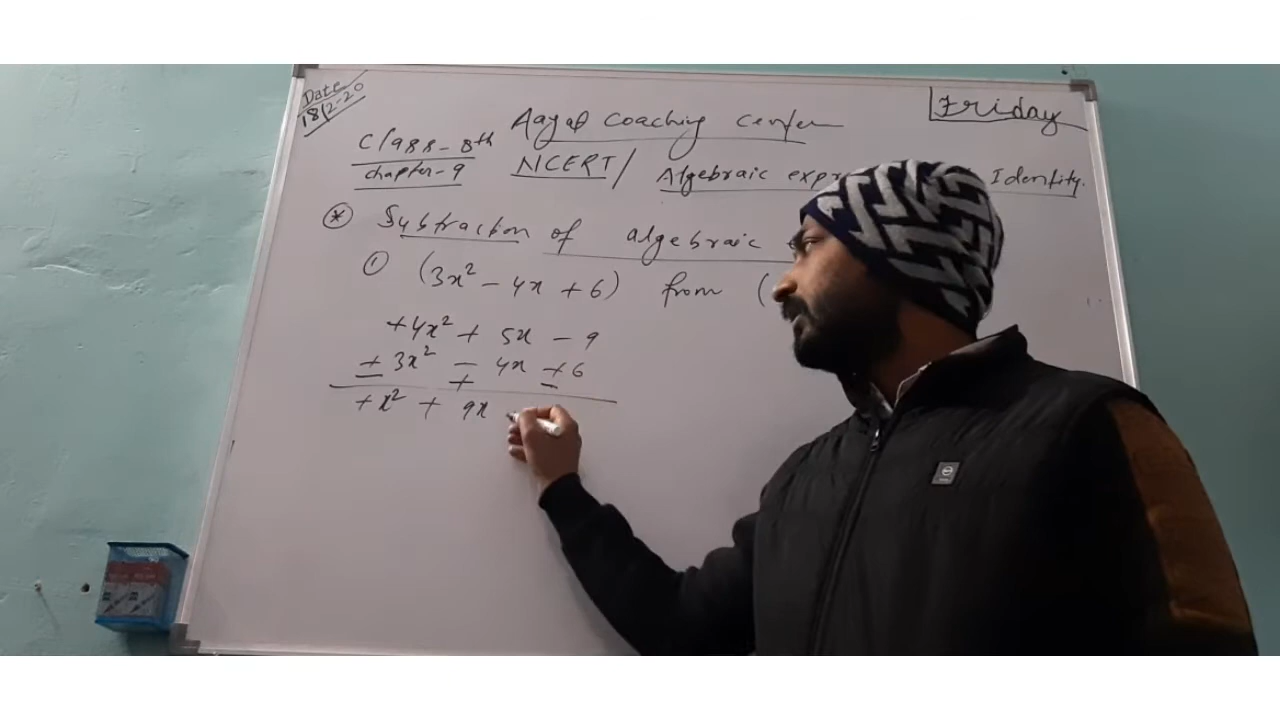 Date
18/2-20
Friday
Aayap coaching center
Class-8th
chapter-9
NCERT/ Algebraic expr Identity.
* Subtraction of algebraic e
① (3x² - 4x + 6) from (
+4x² + 5x - 9
+ 3x² - 4x + 6
- + -
+x² + 9x